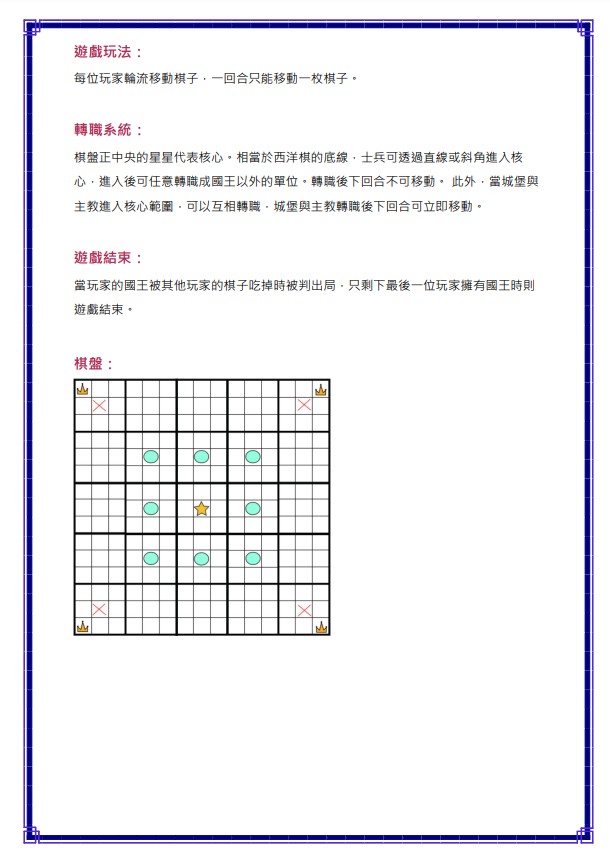 遊戲玩法：
每位玩家輪流移動棋子，一回合只能移動一枚棋子。
轉職系統：
棋盤正中央的星星代表核心。相當於西洋棋的底線，士兵可透過直線或斜角進入核
心，進入後可任意轉職成國王以外的單位。轉職後下回合不可移動。 此外，當城堡與
主教進入核心範圍，可以互相轉職，城堡與主教轉職後下回合可立即移動。
遊戲結束：
當玩家的國王被其他玩家的棋子吃掉時被判出局，只剩下最後一位玩家擁有國王時則
遊戲結束。
棋盤：